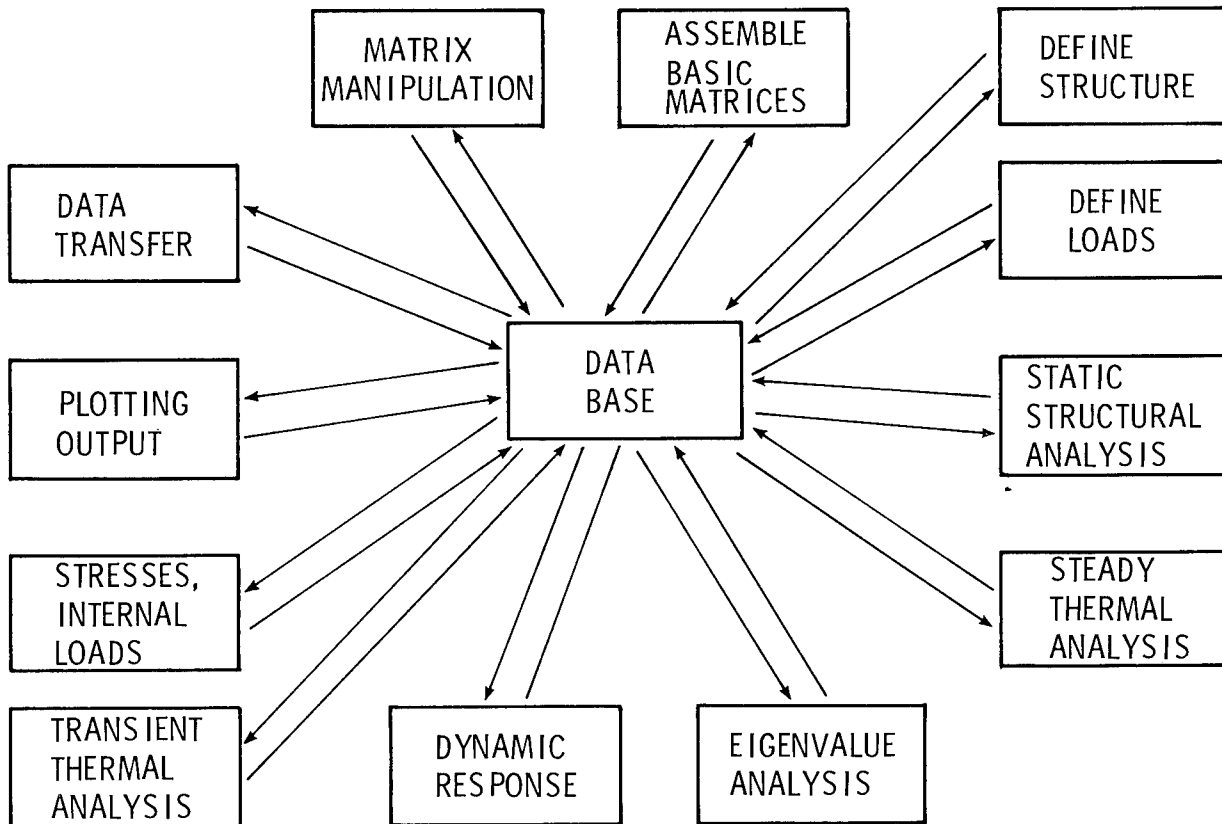 MATRIX
MANIPULATION
ASSEMBLE
BASIC
MATRICES
DEFINE
STRUCTURE
DATA
TRANSFER
DEFINE
LOADS
DATA
BASE
PLOTTING
OUTPUT
STATIC
STRUCTURAL
ANALYSIS
STRESSES,
INTERNAL
LOADS
STEADY
THERMAL
ANALYSIS
TRANSIENT
THERMAL
ANALYSIS
DYNAMIC
RESPONSE
EIGENVALUE
ANALYSIS